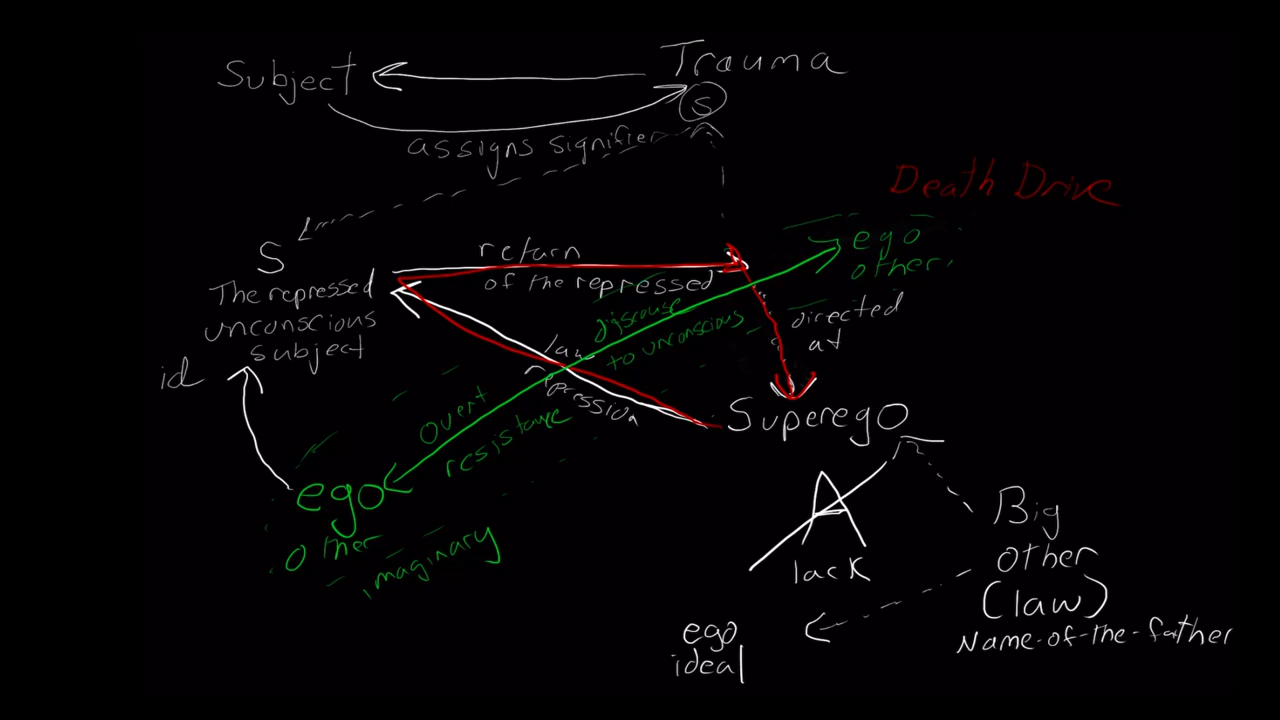 Subject
Trauma
S
assigns signifier
Death Drive
S
The repressed
unconscious
subject
id
return
of the repressed
ego
other
discouse
to unconscious
directed
at
law
repression
overt
resistance
Superego
ego
other
imaginary
A
lack
Big
other
(law)
Name-of-the-father
ego
ideal